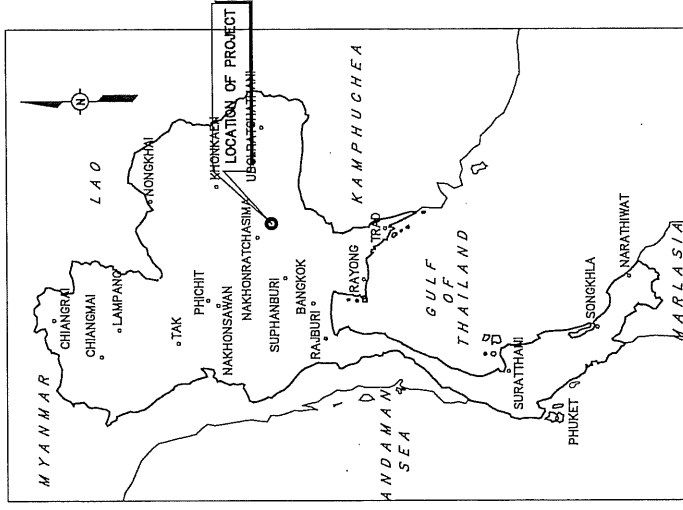 MYANMAR
LAO
N
CHIANGRAI
CHIANGMAI
LAMPANG
NONGKHAI
TAK
PHICHIT
KHONKAEN
LOCATION OF PROJECT
NAKHONSAWAN
NAKHONRATCHASIMA
UBOLRATCHATHANI
SUPHANBURI
BANGKOK
RAJBURI
RAYONG
TRAD
KAMPHUCHEA
ANDAMAN
SEA
GULF
OF
THAILAND
SURATTHANI
PHUKET
SONGKHLA
NARATHIWAT
MARLASIA